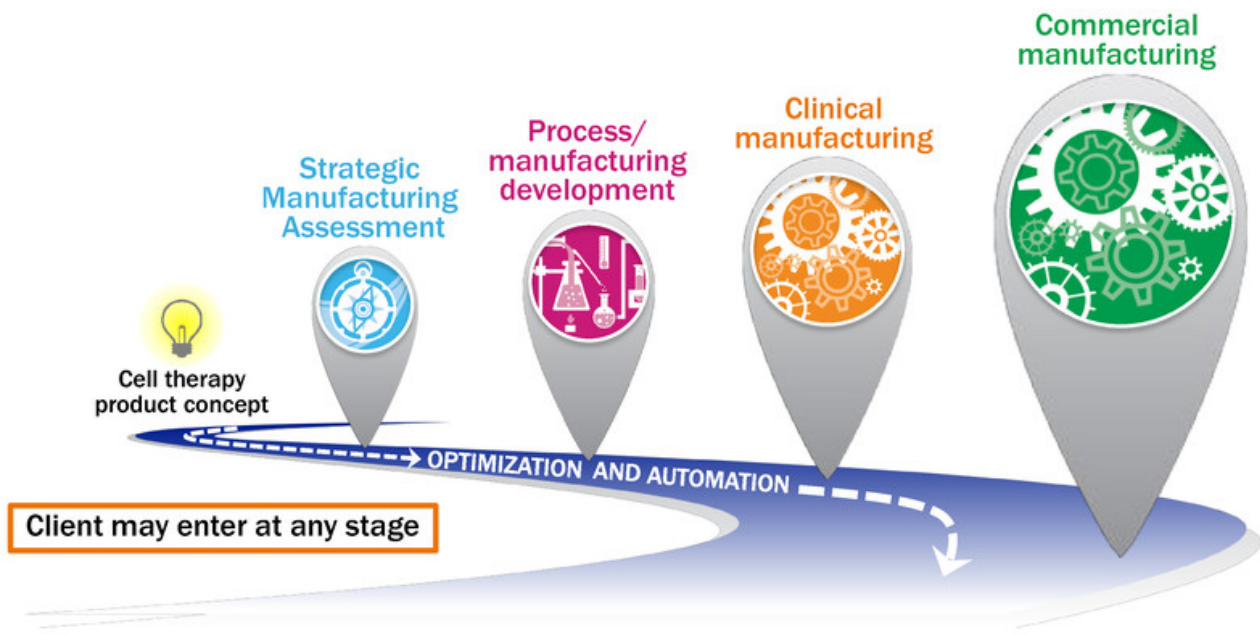 Commercial
manufacturing
Clinical
manufacturing
Process/
manufacturing
development
Strategic
Manufacturing
Assessment
Cell therapy
product concept
OPTIMIZATION AND AUTOMATION
Client may enter at any stage